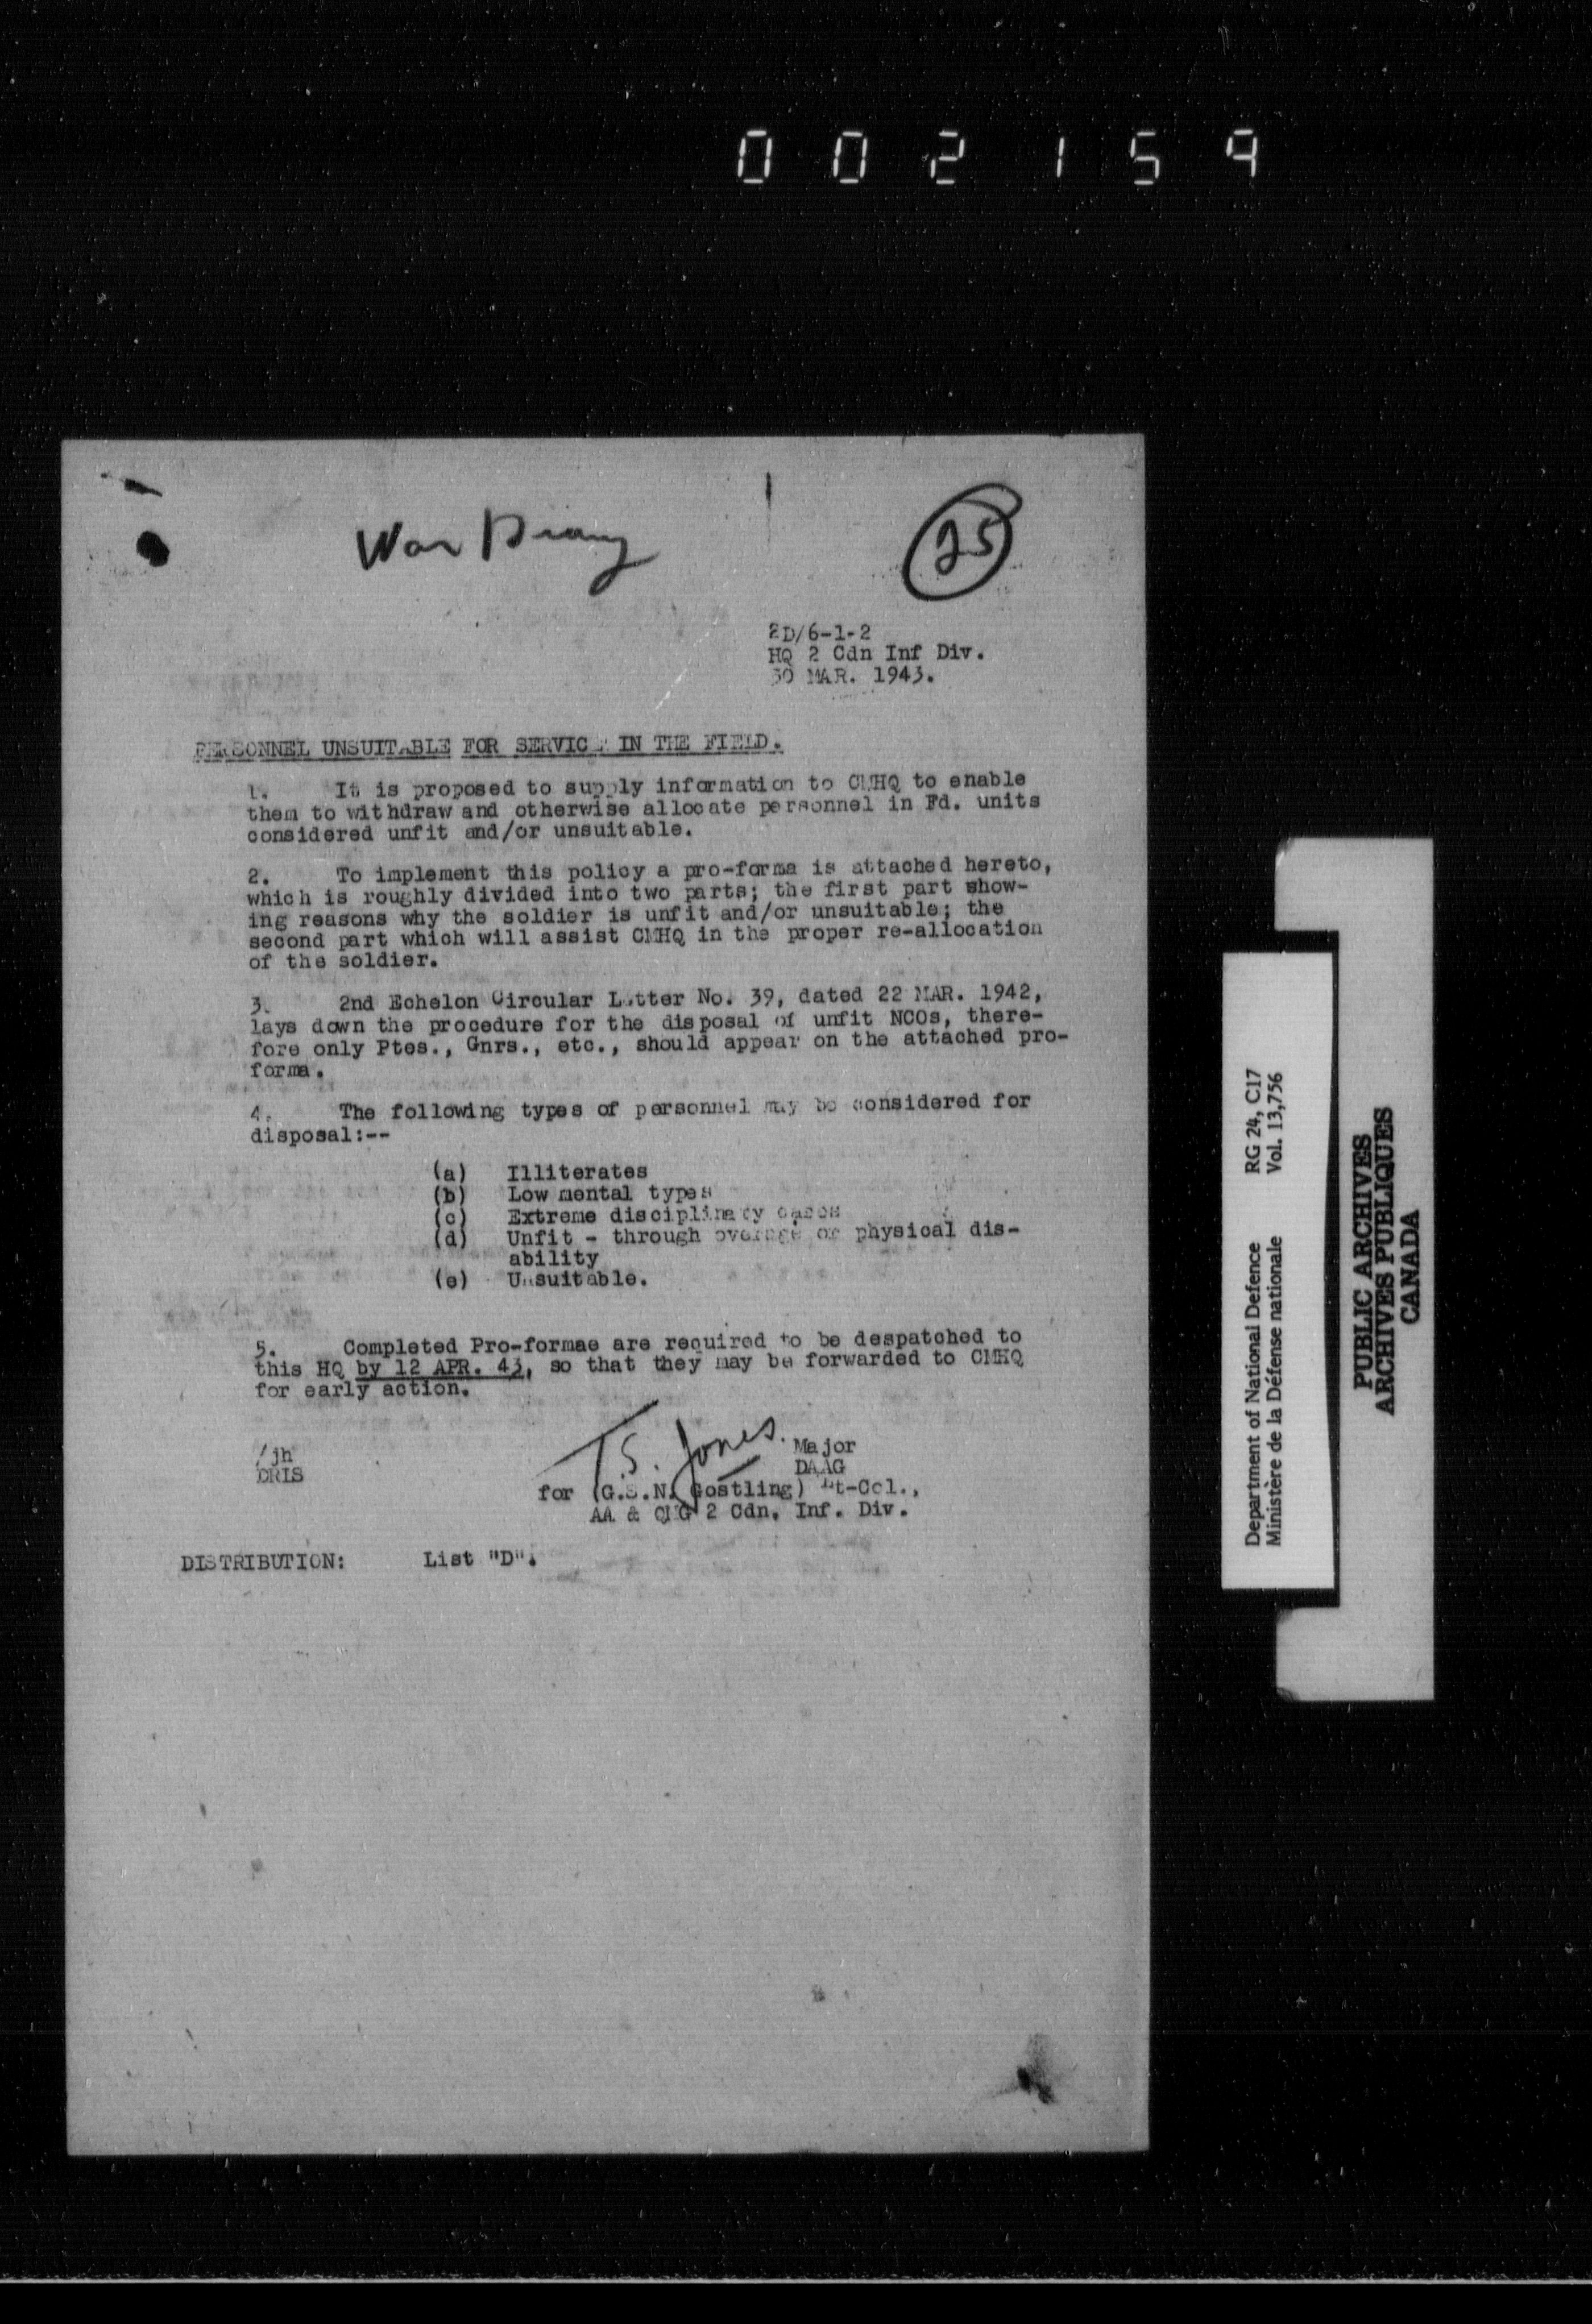 0 0 2 1 5 9
War Diary
25
2D/6-1-2
HQ 2 Cdn Inf Div.
30 MAR. 1943.
PERSONNEL UNSUITABLE FOR SERVICE IN THE FIELD.
1. It is proposed to supply information to CMHQ to enable
them to withdraw and otherwise allocate personnel in Fd. units
considered unfit and/or unsuitable.
2. To implement this policy a pro-forma is attached hereto,
which is roughly divided into two parts; the first part show-
ing reasons why the soldier is unfit and/or unsuitable; the
second part which will assist CMHQ in the proper re-allocation
of the soldier.
3. 2nd Echelon Circular Letter No. 39, dated 22 MAR. 1942,
lays down the procedure for the disposal of unfit NCOs, there-
fore only Ptes., Gnrs., etc., should appear on the attached pro-
forma.
4. The following types of personnel may be considered for
disposal:--
(a) Illiterates
(b) Low mental types
(c) Extreme disciplinary cases
(d) Unfit - through overage or physical dis-
ability
(e) Unsuitable.
5. Completed Pro-formae are required to be despatched to
this HQ by 12 APR. 43, so that they may be forwarded to CMHQ
for early action.
T.S. Jones. Major
/jh DAAG
DRIS
for (G.S.N. Gostling) Lt-Col.,
AA & QMG 2 Cdn. Inf. Div.
DISTRIBUTION: List "D".
Department of National Defence RG 24, C17
Ministère de la Défense nationale Vol. 13,756
PUBLIC ARCHIVES
ARCHIVES PUBLIQUES
CANADA